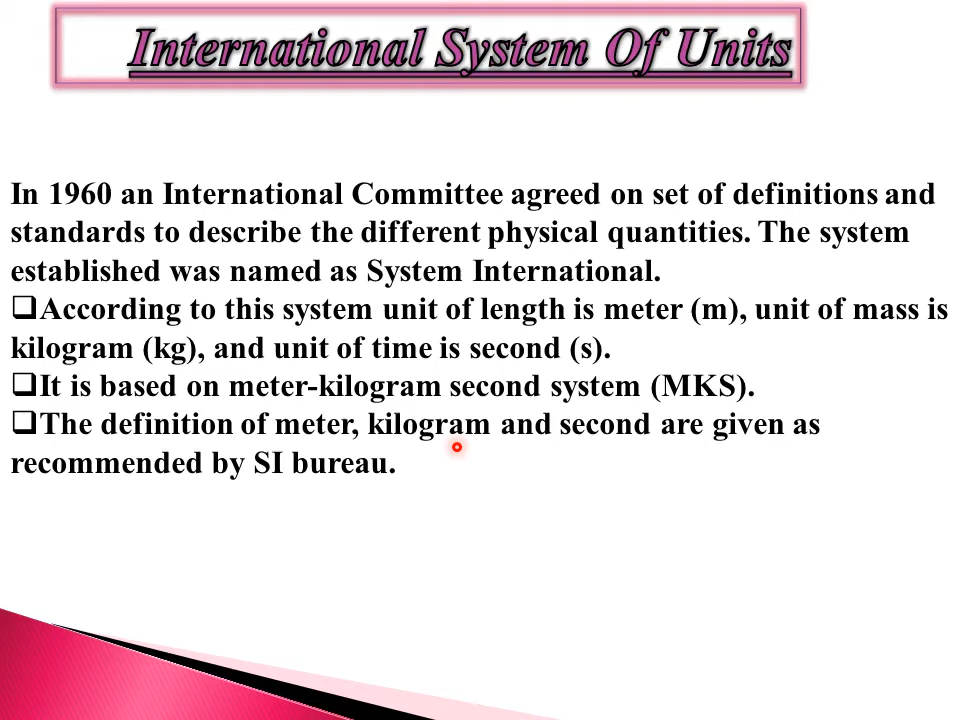 International System Of Units
In 1960 an International Committee agreed on set of definitions and
standards to describe the different physical quantities. The system
established was named as System International.
❑According to this system unit of length is meter (m), unit of mass is
kilogram (kg), and unit of time is second (s).
❑It is based on meter-kilogram second system (MKS).
❑The definition of meter, kilogram and second are given as
recommended by SI bureau.